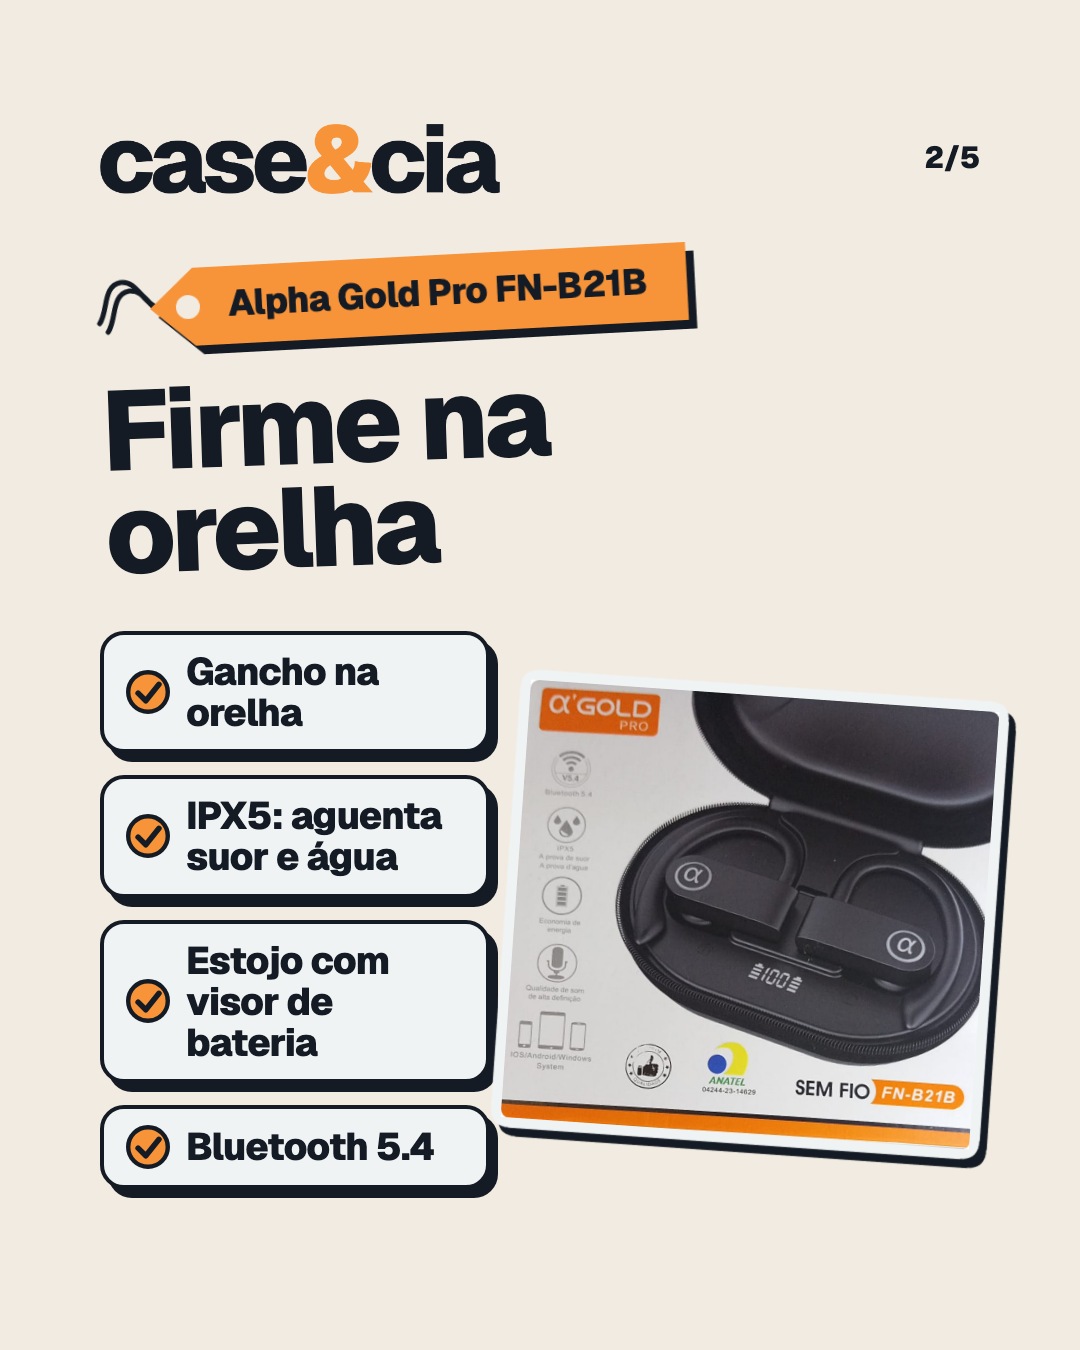 case&cia
2/5
Alpha Gold Pro FN-B21B
Firme na
orelha
Gancho na
orelha
IPX5: aguenta
suor e água
Estojo com
visor de
bateria
Bluetooth 5.4
α'GOLD
PRO
V5.4
Bluetooth 5.4
IPX5
A prova de suor
A prova d'agua
Economia de
energia
Qualidade de som
de alta definição
IOS/Android/Windows
System
α
α
100
ANATEL
04244-23-14629
SEM FIO FN-B21B